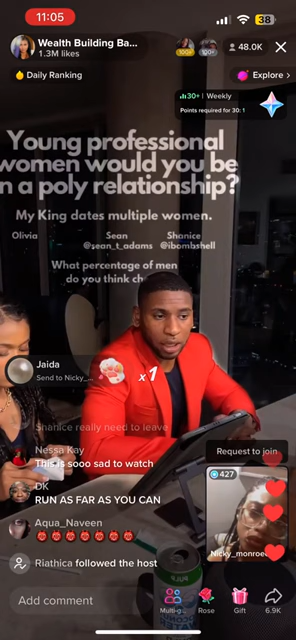 11:05
38
Wealth Building Ba...
1.3M likes
100+
100+
48.0K
Daily Ranking
Explore >
30+ | Weekly
Points required for 30: 1
Young professional
women would you be
n a poly relationship?
My King dates multiple women.
Olivia Sean Shanice
@sean_t_adams @ibombshell
What percentage of men
do you think ch
Jaida
Send to Nicky_...
x1
Shanice really need to leave
Nessa Kay
This is sooo sad to watch
DK
RUN AS FAR AS YOU CAN
Aqua_Naveen
Riathica followed the host
Request to join
427
Nicky_monroe
Add comment
Multi-g...
Rose
Gift
6.9K